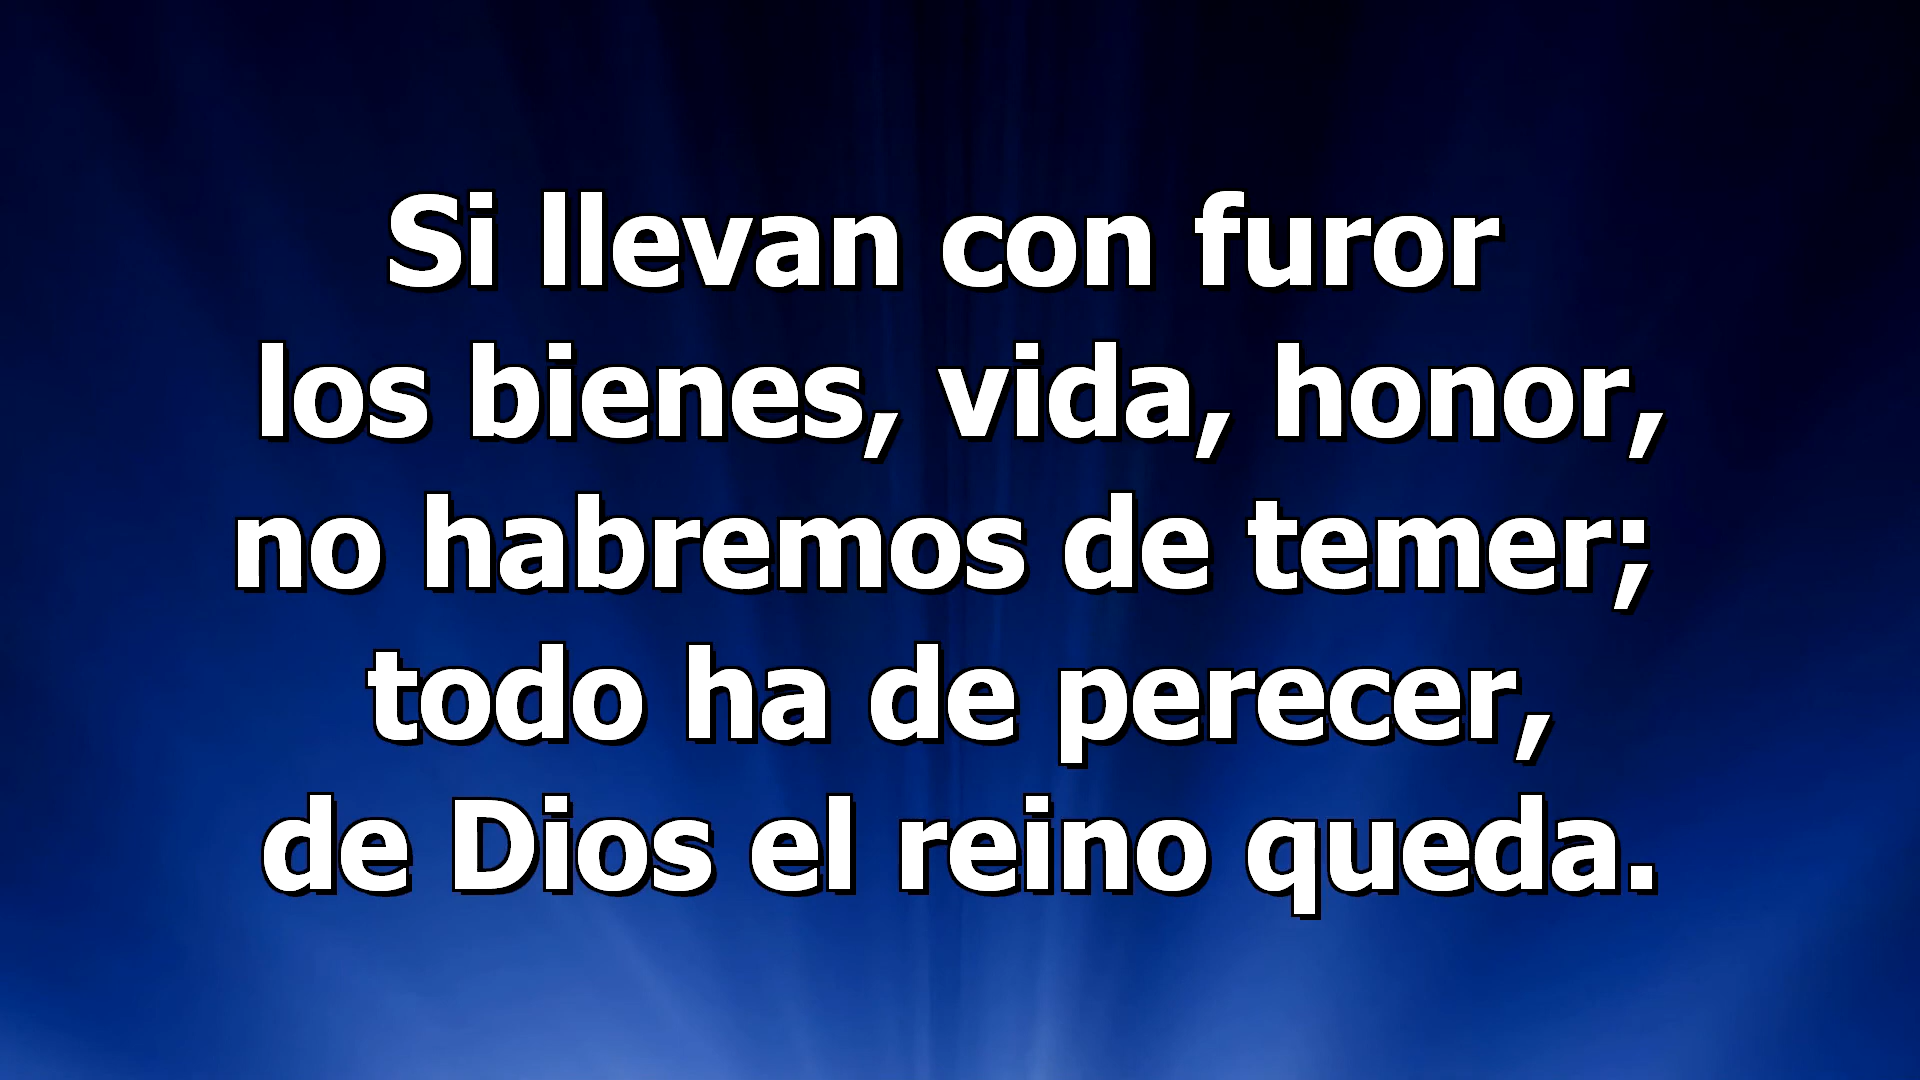 Si llevan con furor
los bienes, vida, honor,
no habremos de temer;
todo ha de perecer,
de Dios el reino queda.